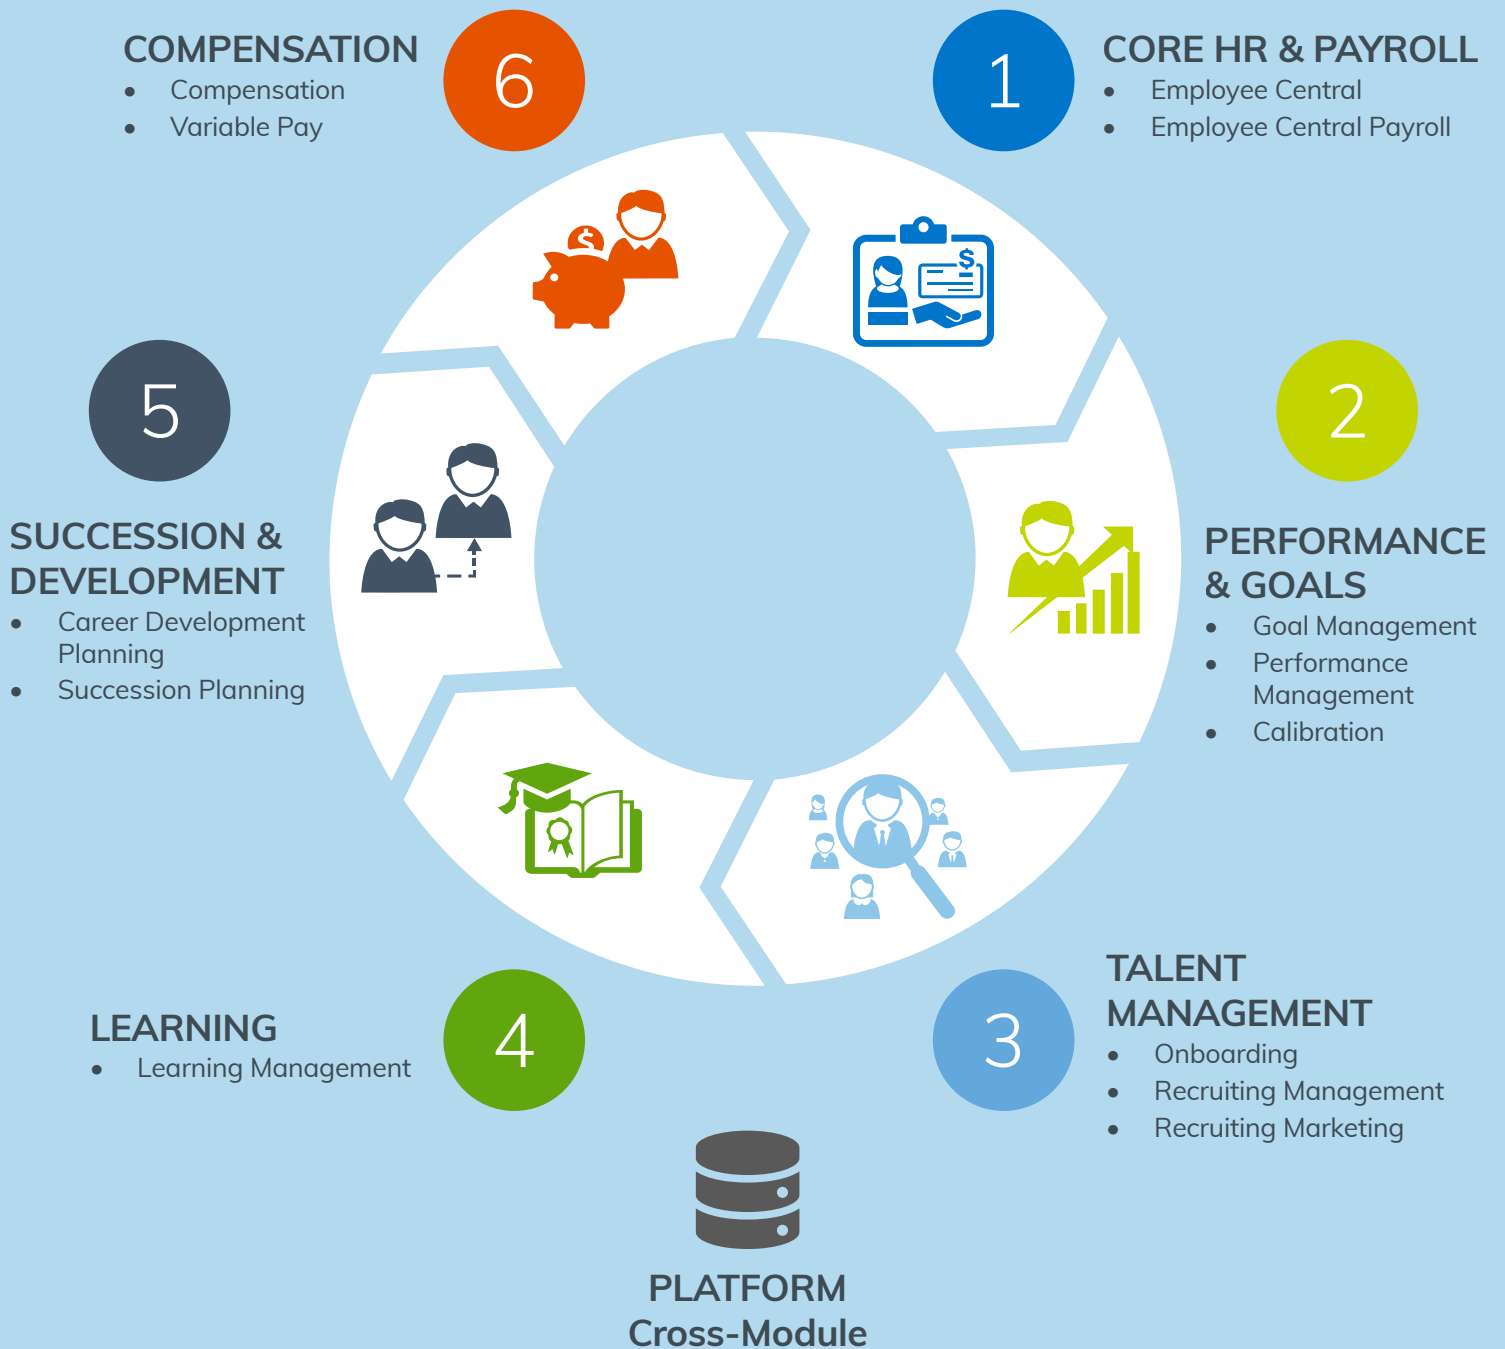 1
CORE HR & PAYROLL
• Employee Central
• Employee Central Payroll
2
PERFORMANCE
& GOALS
• Goal Management
• Performance
Management
• Calibration
3
TALENT
MANAGEMENT
• Onboarding
• Recruiting Management
• Recruiting Marketing
4
LEARNING
• Learning Management
5
SUCCESSION &
DEVELOPMENT
• Career Development
Planning
• Succession Planning
6
COMPENSATION
• Compensation
• Variable Pay
$
$
PLATFORM
Cross-Module